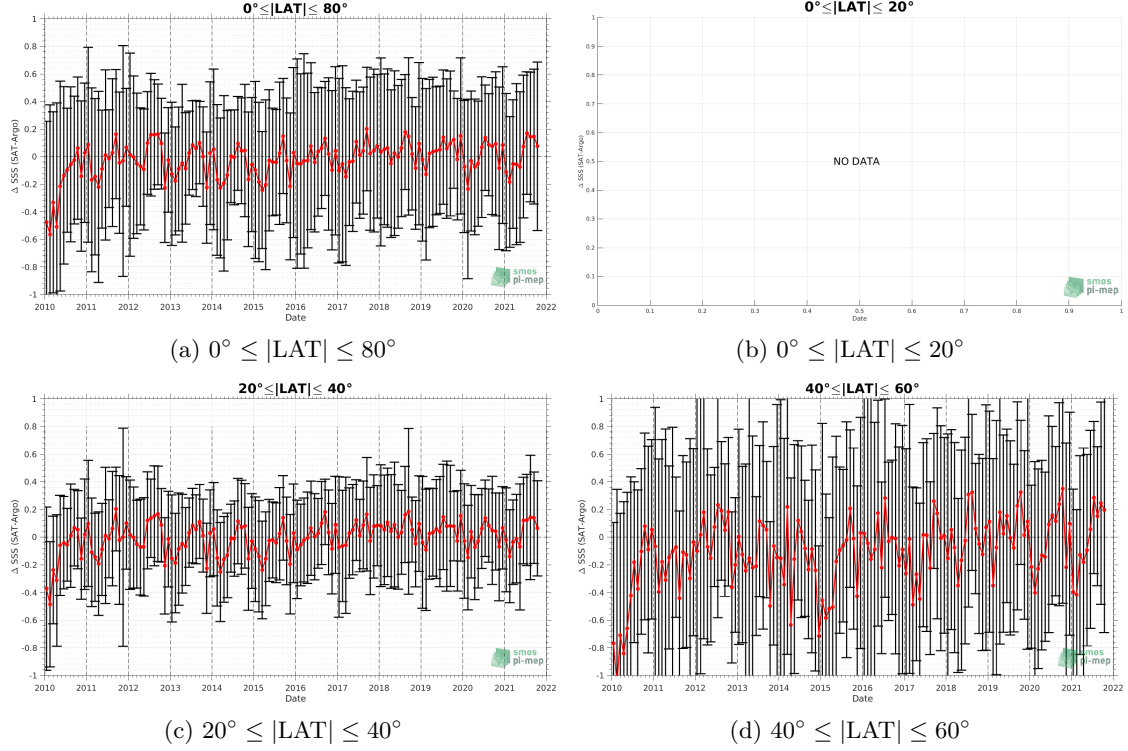 0°≤|LAT|≤ 80°
1
0.8
0.6
0.4
0.2
0
-0.2
-0.4
-0.6
-0.8
-1
Δ SSS (SAT-Argo)
2010 2011 2012 2013 2014 2015 2016 2017 2018 2019 2020 2021 2022
Date
smos
pi-mep
(a) 0° ≤ |LAT| ≤ 80°
0°≤|LAT|≤ 20°
1
0.9
0.8
0.7
0.6
0.5
0.4
0.3
0.2
0.1
0
Δ SSS (SAT-Argo)
NO DATA
0 0.1 0.2 0.3 0.4 0.5 0.6 0.7 0.8 0.9 1
Date
smos
pi-mep
(b) 0° ≤ |LAT| ≤ 20°
20°≤|LAT|≤ 40°
1
0.8
0.6
0.4
0.2
0
-0.2
-0.4
-0.6
-0.8
-1
Δ SSS (SAT-Argo)
2010 2011 2012 2013 2014 2015 2016 2017 2018 2019 2020 2021 2022
Date
smos
pi-mep
(c) 20° ≤ |LAT| ≤ 40°
40°≤|LAT|≤ 60°
1
0.8
0.6
0.4
0.2
0
-0.2
-0.4
-0.6
-0.8
-1
Δ SSS (SAT-Argo)
2010 2011 2012 2013 2014 2015 2016 2017 2018 2019 2020 2021 2022
Date
smos
pi-mep
(d) 40° ≤ |LAT| ≤ 60°